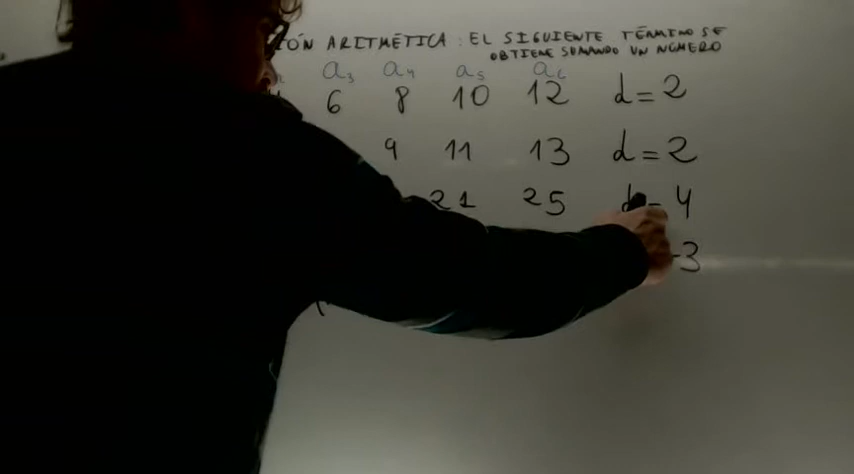 ARITMÉTICA : EL SIGUIENTE TÉRMINO SE
OBTIENE SUMANDO UN NÚMERO
a₃ a₄ a₅ a₆
6 8 10 12 d = 2
9 11 13 d = 2
21 25 d = 4
-3